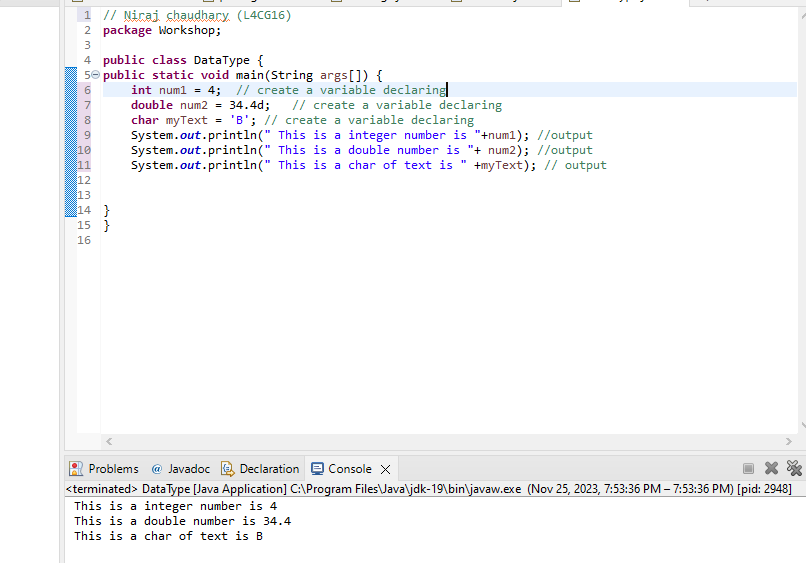 1 // Niraj chaudhary (L4CG16)
2 package Workshop;
3
4 public class DataType {
5 public static void main(String args[]) {
6 int num1 = 4;  // create a variable declaring
7 double num2 = 34.4d;   // create a variable declaring
8 char myText = 'B'; // create a variable declaring
9 System.out.println(" This is a integer number is "+num1); //output
10 System.out.println(" This is a double number is "+ num2); //output
11 System.out.println(" This is a char of text is " +myText); // output
12
13
14 }
15 }
16
Problems @ Javadoc Declaration Console
<terminated> DataType [Java Application] C:\Program Files\Java\jdk-19\bin\javaw.exe (Nov 25, 2023, 7:53:36 PM – 7:53:36 PM) [pid: 2948]
This is a integer number is 4
This is a double number is 34.4
This is a char of text is B